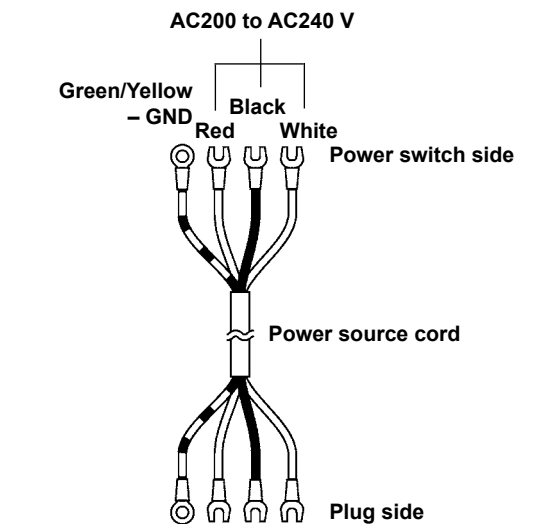 AC200 to AC240 V
Green/Yellow
– GND
Black
Red
White
Power switch side
Power source cord
Plug side